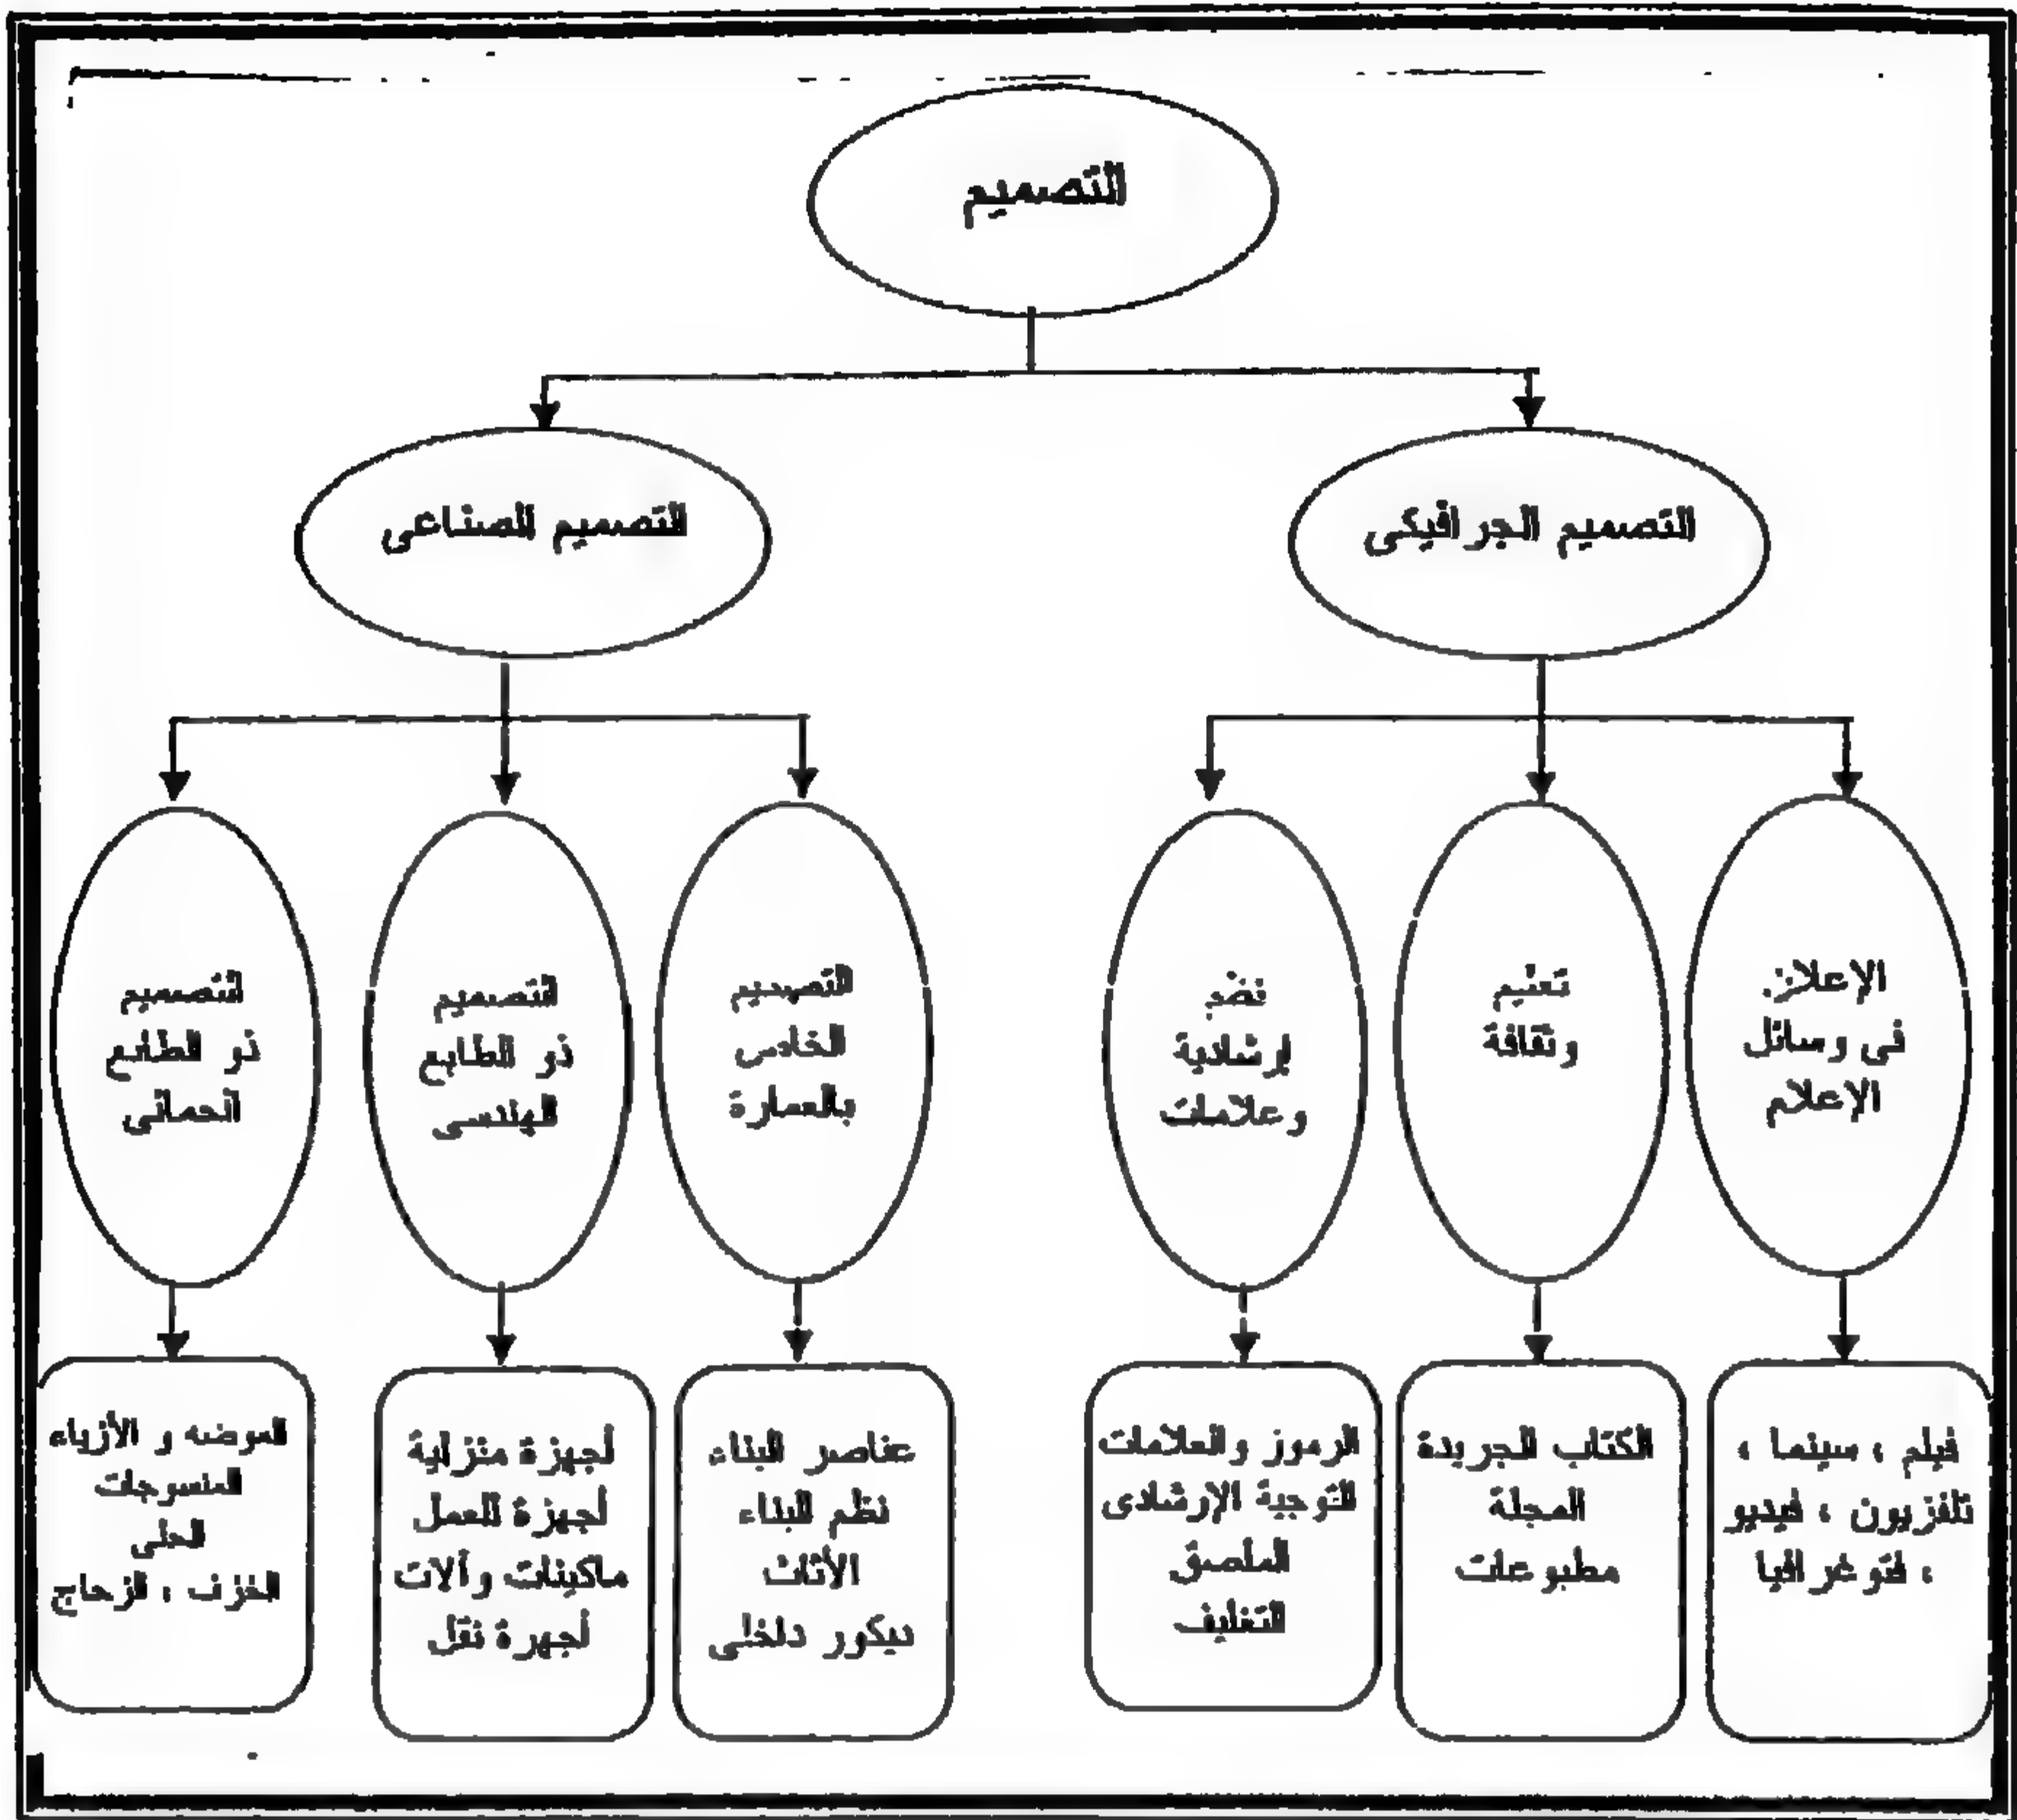 التصميم
التصميم الجرافيكى
التصميم الصناعى
الإعلان
فى وسائل
الإعلام
تعليم
وثقافة
نظم
إرشادية
وعلامات
التصميم
الخاص
بالعمارة
التصميم
ذو الطابع
الهندسى
التصميم
ذو الطابع
الجمالى
فيلم ، سينما ،
تلفزيون ، فيديو
، فتوغرافيا
الكتاب الجريدة
المجلة
مطبوعات
الرموز والعلامات
التوجية الإرشادى
الملصق
التغليف
عناصر البناء
نظم البناء
الأثاث
ديكور داخلى
أجهزة منزلية
أجهزة العمل
ماكينات وآلات
أجهزة نقل
الموضه و الأزياء
المنسوجات
الحلى
الخزف ، الزجاج